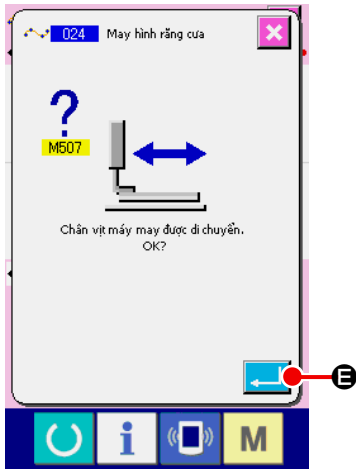 024 May hình răng cưa
?
M507
Chân vịt máy may được di chuyển.
OK?
E
i
M